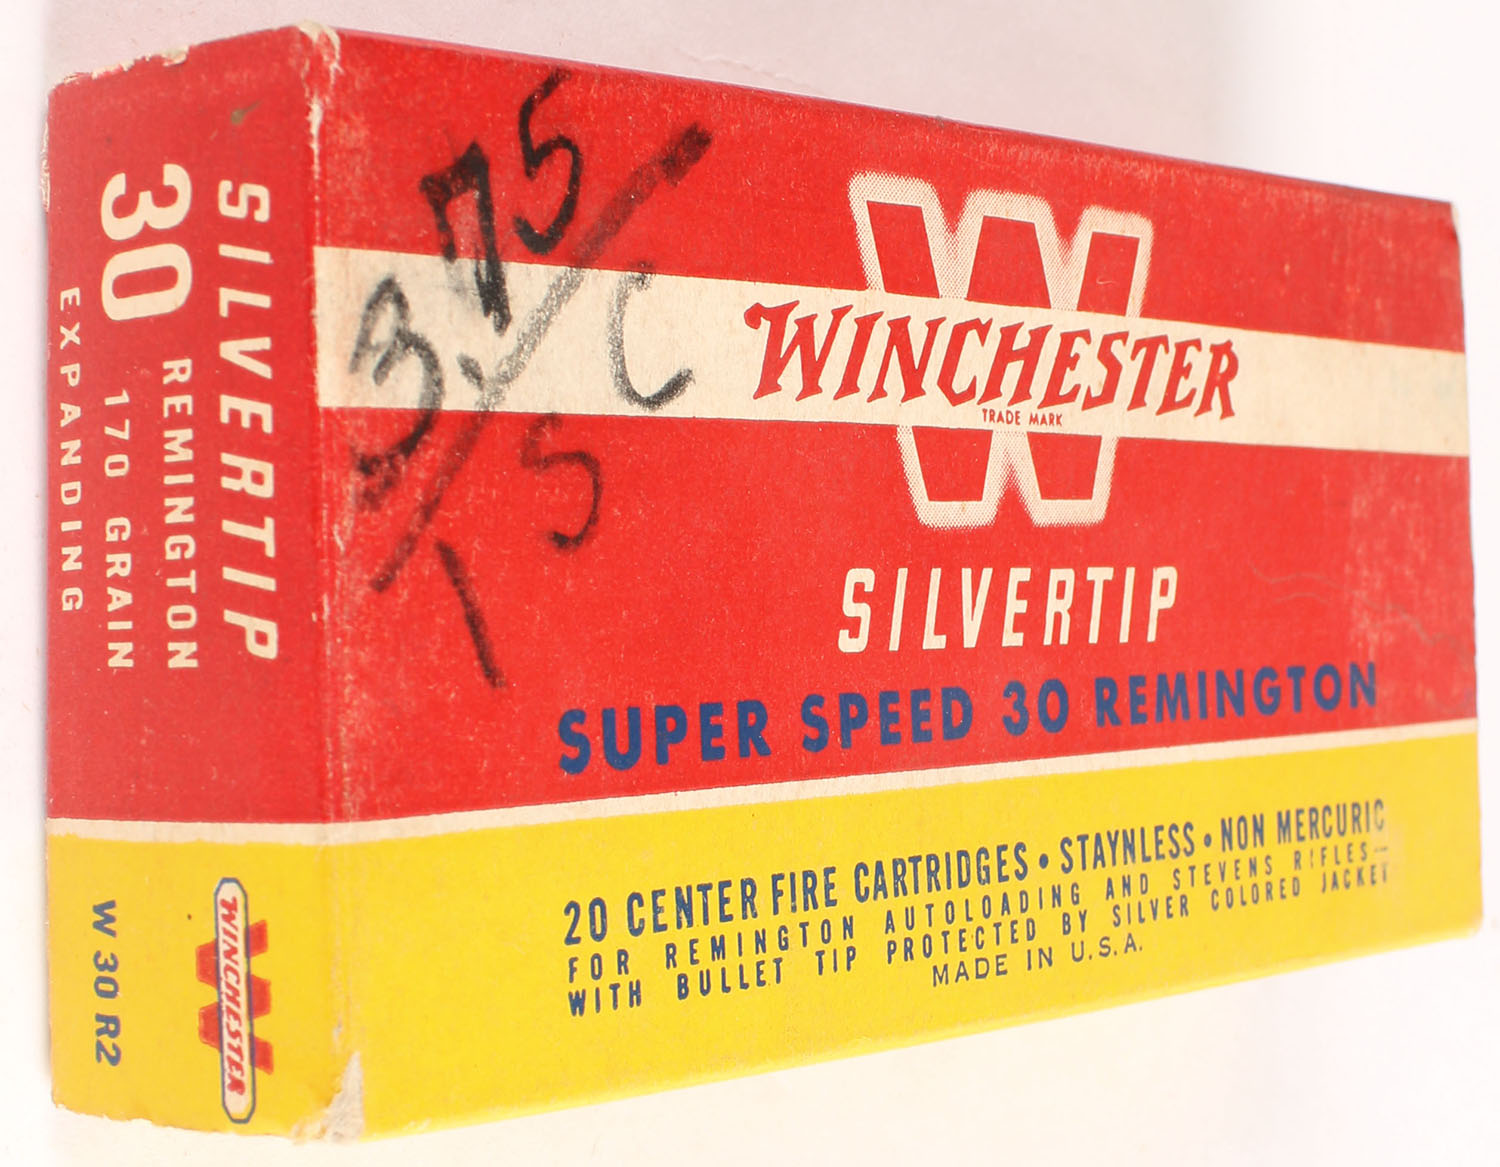 SILVERTIP
30 REMINGTON
170 GRAIN
EXPANDING
W
WINCHESTER
W 30 R2
3.75
C
15
W
WINCHESTER
TRADE MARK
SILVERTIP
SUPER SPEED 30 REMINGTON
20 CENTER FIRE CARTRIDGES • STAYNLESS • NON MERCURIC
FOR REMINGTON AUTOLOADING AND STEVENS RIFLES—
WITH BULLET TIP PROTECTED BY SILVER COLORED JACKET
MADE IN U.S.A.